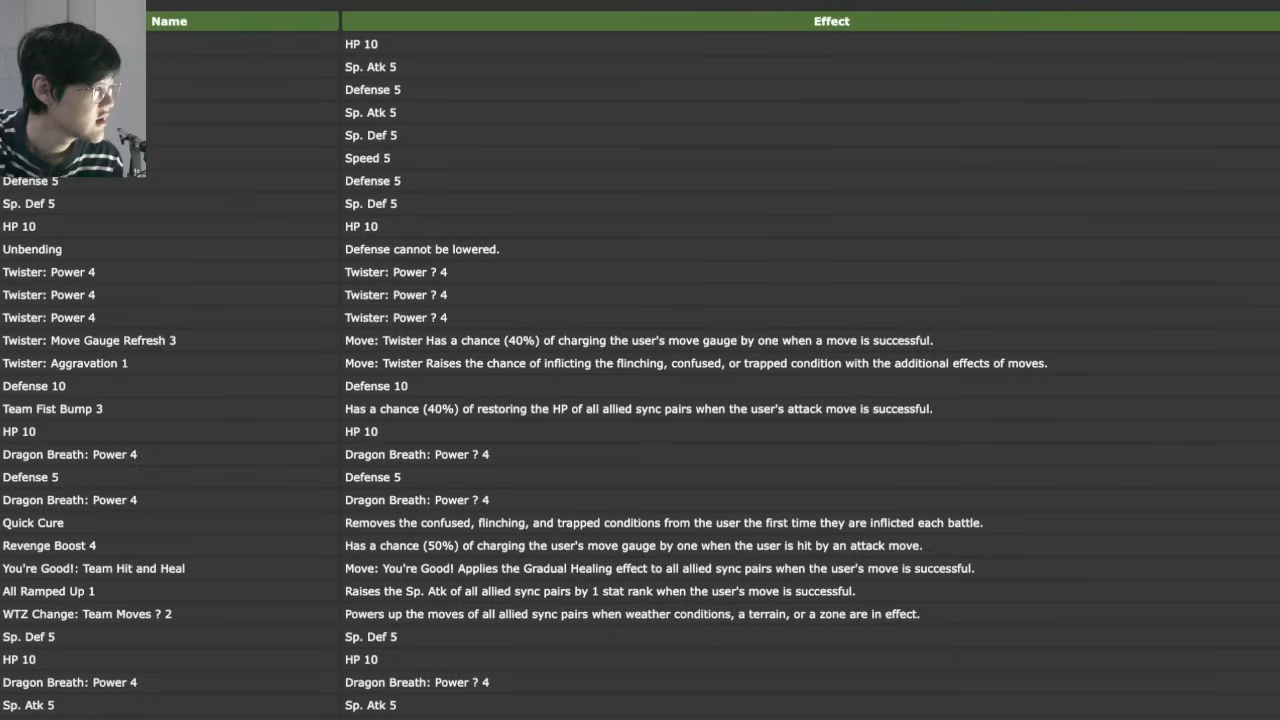 Name Effect
HP 10
Sp. Atk 5
Defense 5
Sp. Atk 5
Sp. Def 5
Speed 5
Defense 5 Defense 5
Sp. Def 5 Sp. Def 5
HP 10 HP 10
Unbending Defense cannot be lowered.
Twister: Power 4 Twister: Power ? 4
Twister: Power 4 Twister: Power ? 4
Twister: Power 4 Twister: Power ? 4
Twister: Move Gauge Refresh 3 Move: Twister Has a chance (40%) of charging the user's move gauge by one when a move is successful.
Twister: Aggravation 1 Move: Twister Raises the chance of inflicting the flinching, confused, or trapped condition with the additional effects of moves.
Defense 10 Defense 10
Team Fist Bump 3 Has a chance (40%) of restoring the HP of all allied sync pairs when the user's attack move is successful.
HP 10 HP 10
Dragon Breath: Power 4 Dragon Breath: Power ? 4
Defense 5 Defense 5
Dragon Breath: Power 4 Dragon Breath: Power ? 4
Quick Cure Removes the confused, flinching, and trapped conditions from the user the first time they are inflicted each battle.
Revenge Boost 4 Has a chance (50%) of charging the user's move gauge by one when the user is hit by an attack move.
You're Good!: Team Hit and Heal Move: You're Good! Applies the Gradual Healing effect to all allied sync pairs when the user's move is successful.
All Ramped Up 1 Raises the Sp. Atk of all allied sync pairs by 1 stat rank when the user's move is successful.
WTZ Change: Team Moves ? 2 Powers up the moves of all allied sync pairs when weather conditions, a terrain, or a zone are in effect.
Sp. Def 5 Sp. Def 5
HP 10 HP 10
Dragon Breath: Power 4 Dragon Breath: Power ? 4
Sp. Atk 5 Sp. Atk 5